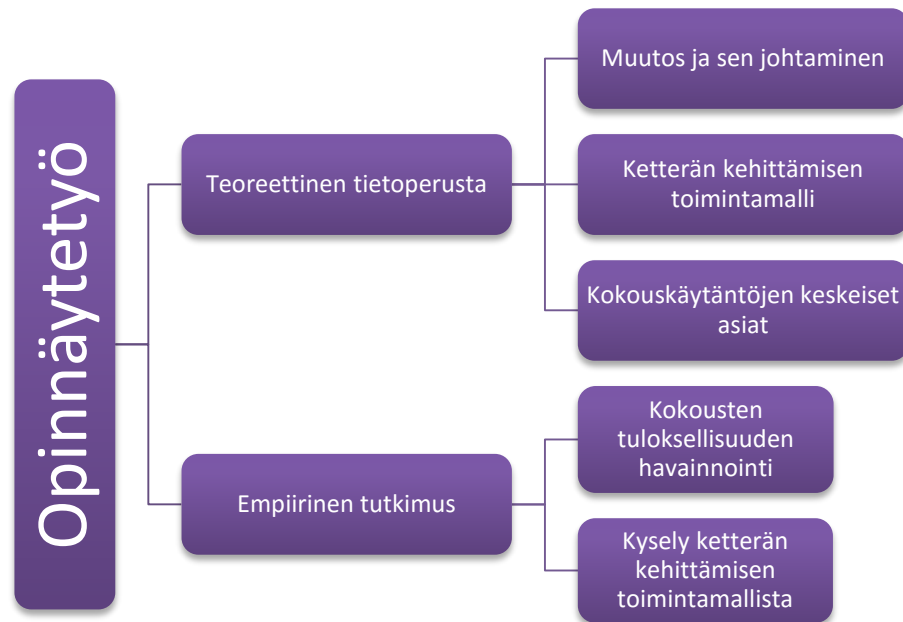 Opinnäytetyö
Teoreettinen tietoperusta
Muutos ja sen johtaminen
Ketterän kehittämisen
toimintamalli
Kokouskäytäntöjen keskeiset
asiat
Empiirinen tutkimus
Kokousten
tuloksellisuuden
havainnointi
Kysely ketterän
kehittämisen
toimintamallista